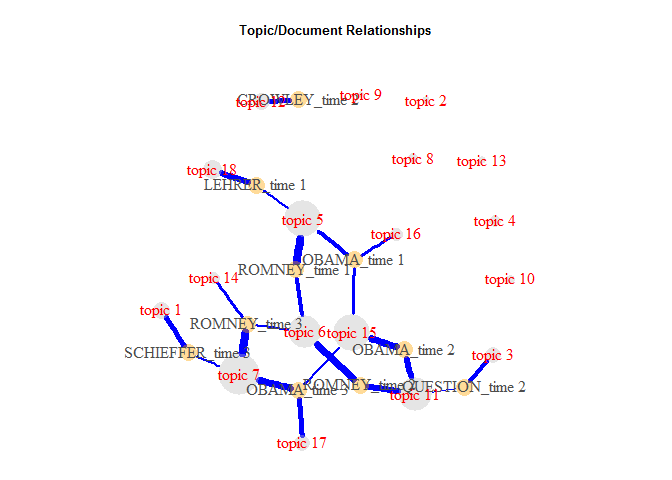 Topic/Document Relationships
topic 9
CROWLEY_time 2
topic 12
topic 2
topic 8
topic 13
topic 18
LEHRER_time 1
topic 5
topic 4
topic 16
OBAMA_time 1
ROMNEY_time 1
topic 14
topic 10
topic 1
ROMNEY_time 3
topic 6
topic 15
SCHIEFFER_time 3
OBAMA_time 2
topic 3
topic 7
OBAMA_time 3
ROMNEY_time 2
QUESTION_time 2
topic 11
topic 17